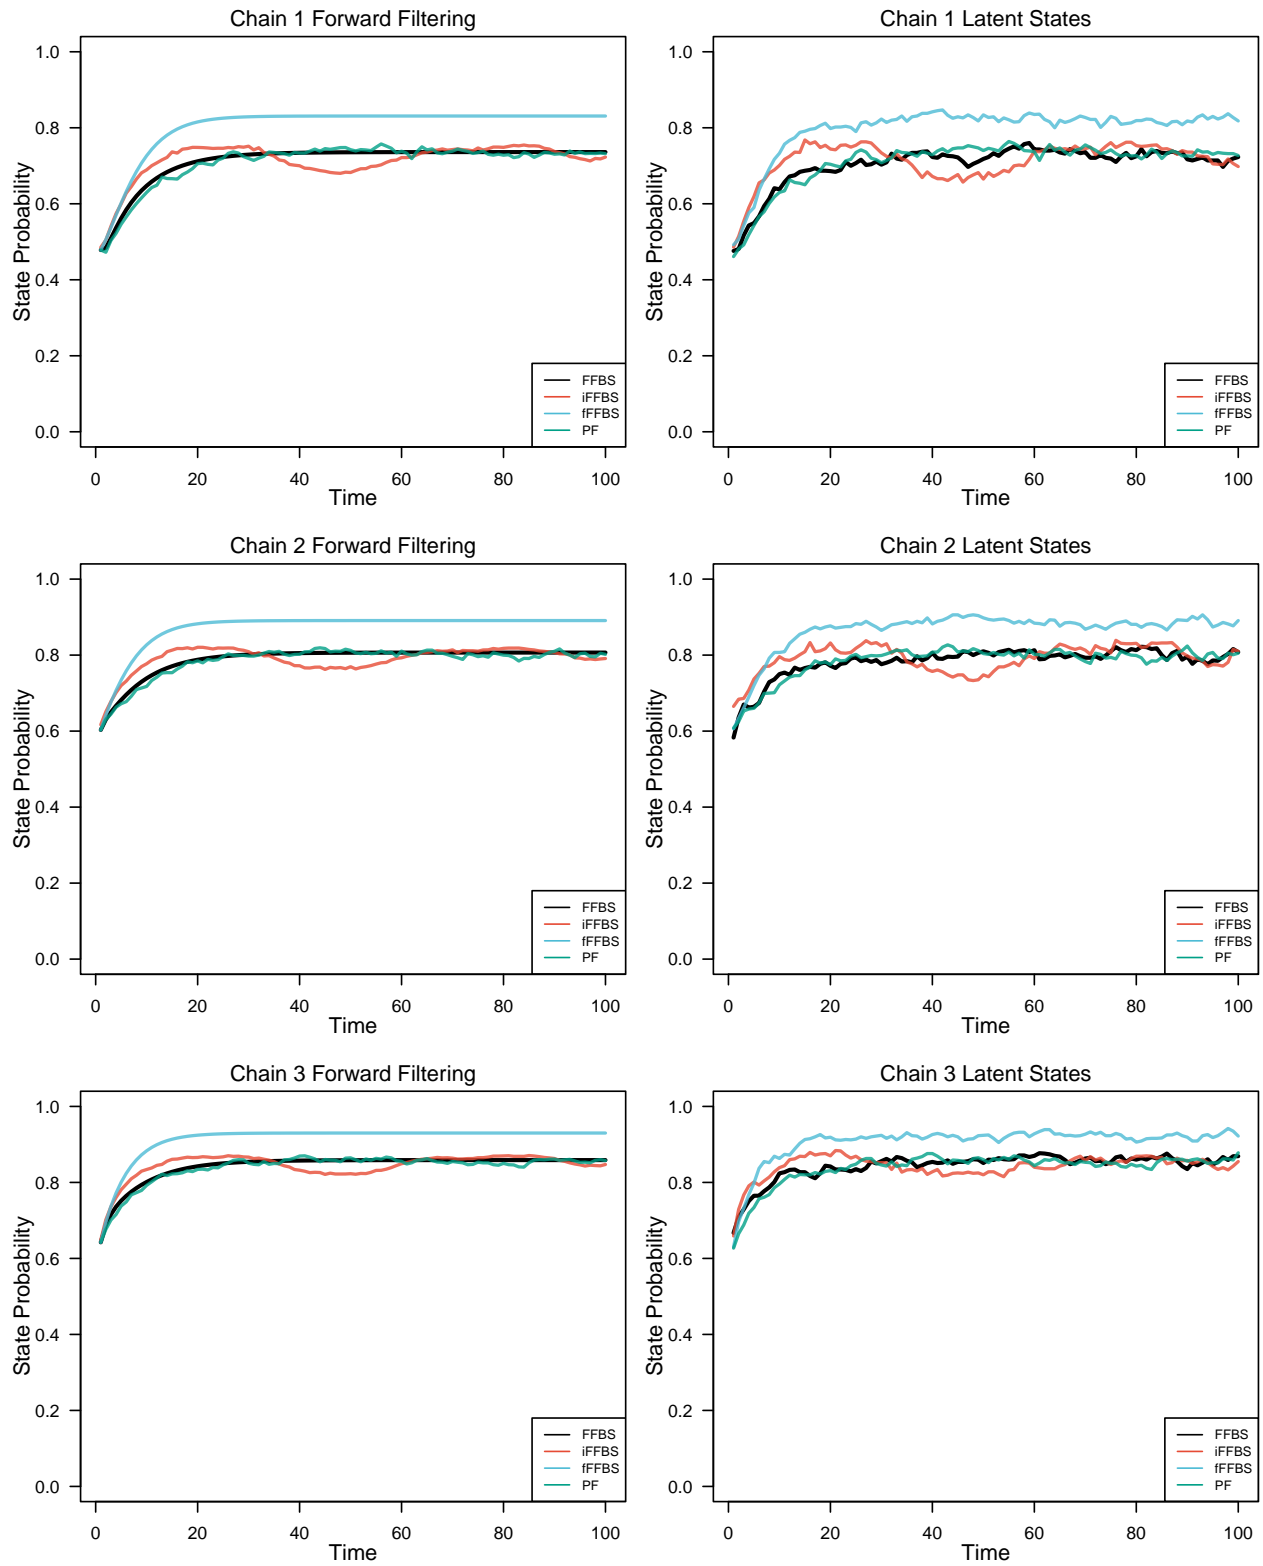 Chain 1 Forward Filtering
State Probability
1.0
0.8
0.6
0.4
0.2
0.0
0 20 40 60 80 100
Time
FFBS
iFFBS
fFFBS
PF
Chain 1 Latent States
State Probability
1.0
0.8
0.6
0.4
0.2
0.0
0 20 40 60 80 100
Time
FFBS
iFFBS
fFFBS
PF
Chain 2 Forward Filtering
State Probability
1.0
0.8
0.6
0.4
0.2
0.0
0 20 40 60 80 100
Time
FFBS
iFFBS
fFFBS
PF
Chain 2 Latent States
State Probability
1.0
0.8
0.6
0.4
0.2
0.0
0 20 40 60 80 100
Time
FFBS
iFFBS
fFFBS
PF
Chain 3 Forward Filtering
State Probability
1.0
0.8
0.6
0.4
0.2
0.0
0 20 40 60 80 100
Time
FFBS
iFFBS
fFFBS
PF
Chain 3 Latent States
State Probability
1.0
0.8
0.6
0.4
0.2
0.0
0 20 40 60 80 100
Time
FFBS
iFFBS
fFFBS
PF